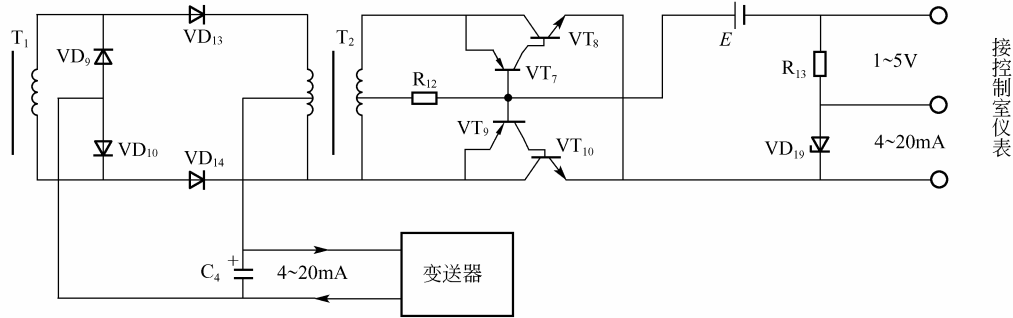 T1
VD9
VD10
VD13
VD14
T2
R12
VT8
VT7
VT9
VT10
E
R13
VD19
1~5V
4~20mA
接控制室仪表
C4
+
4~20mA
变送器